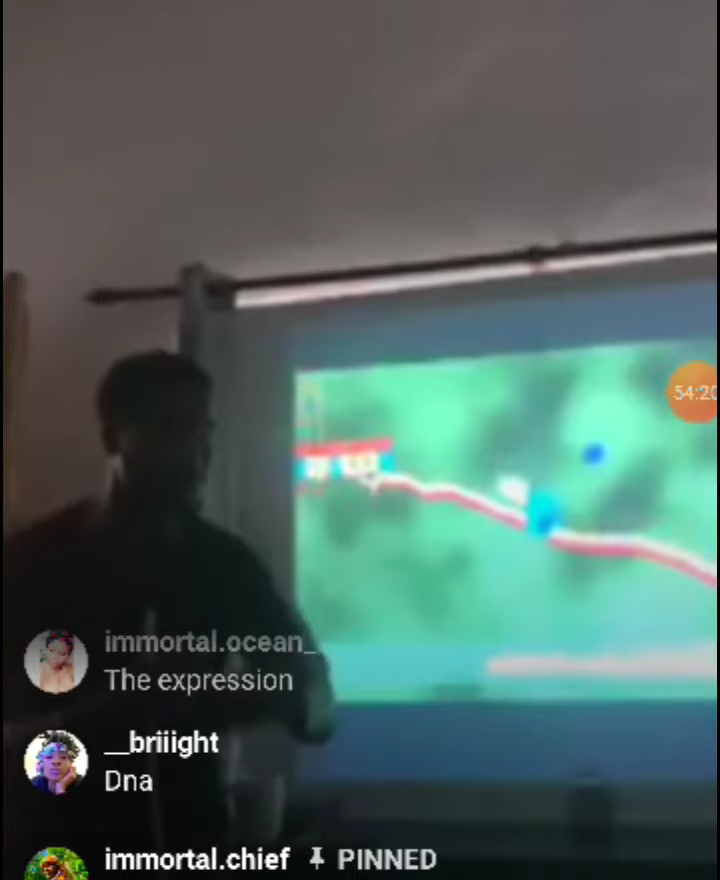 54:20
immortal.ocean_
The expression
__briiight
Dna
immortal.chief PINNED